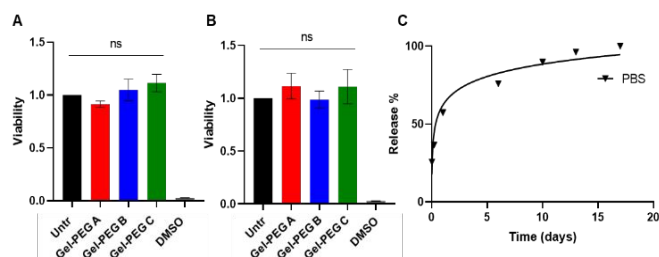 A
ns
Viability
1.5
1.0
0.5
0.0
Untr
Gel-PEG A
Gel-PEG B
Gel-PEG C
DMSO
B
ns
Viability
1.5
1.0
0.5
0.0
Untr
Gel-PEG A
Gel-PEG B
Gel-PEG C
DMSO
C
Release %
100
50
0
0
5
10
15
20
Time (days)
PBS